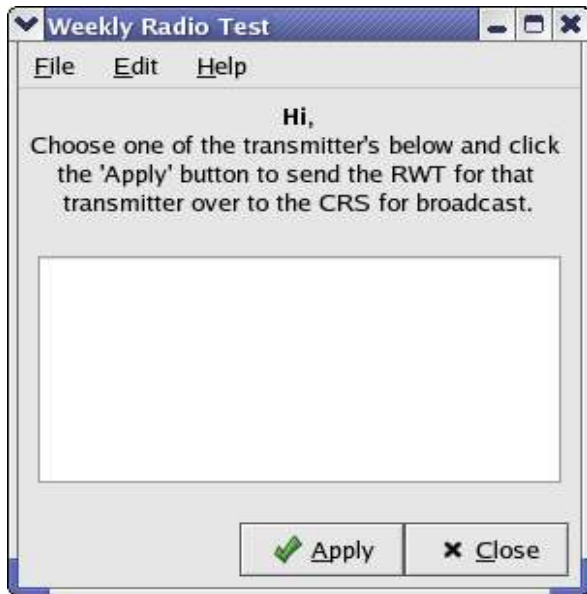 Weekly Radio Test
File Edit Help
Hi,
Choose one of the transmitter's below and click
the 'Apply' button to send the RWT for that
transmitter over to the CRS for broadcast.
Apply Close